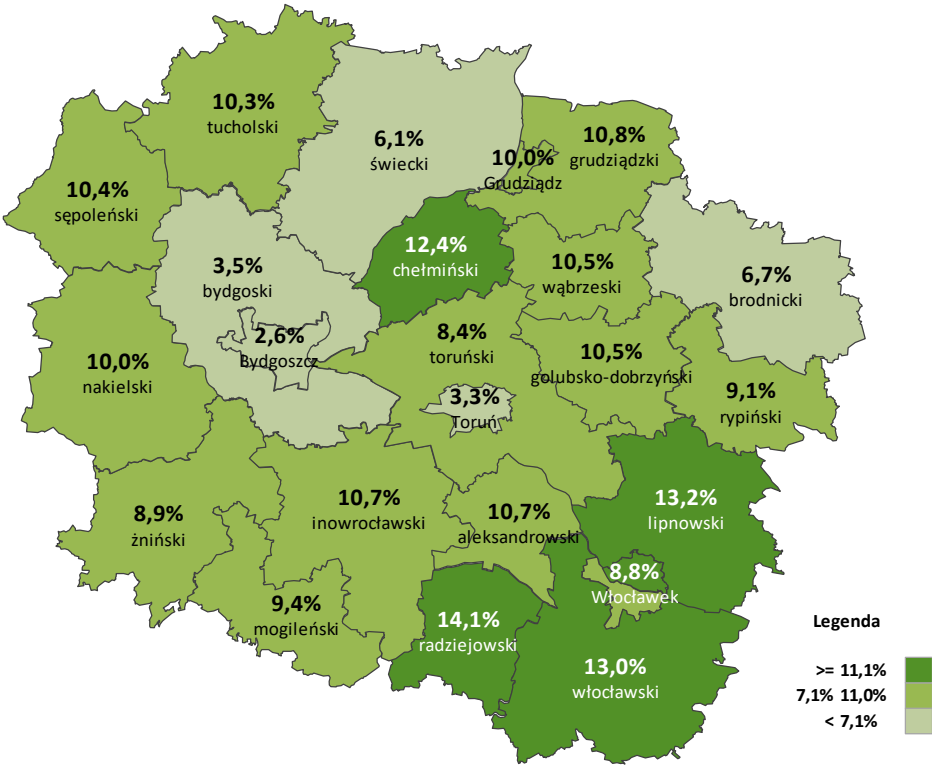 10,3%
tucholski
6,1%
świecki
10,8%
grudziądzki
10,0%
Grudziądz
10,4%
sępoleński
12,4%
chełmiński
3,5%
bydgoski
10,5%
wąbrzeski
6,7%
brodnicki
2,6%
Bydgoszcz
8,4%
toruński
10,5%
golubsko-dobrzyński
10,0%
nakielski
3,3%
Toruń
9,1%
rypiński
8,9%
żniński
10,7%
inowrocławski
10,7%
aleksandrowski
13,2%
lipnowski
8,8%
Włocławek
9,4%
mogileński
14,1%
radziejowski
13,0%
włocławski
Legenda
>= 11,1%
7,1% 11,0%
< 7,1%